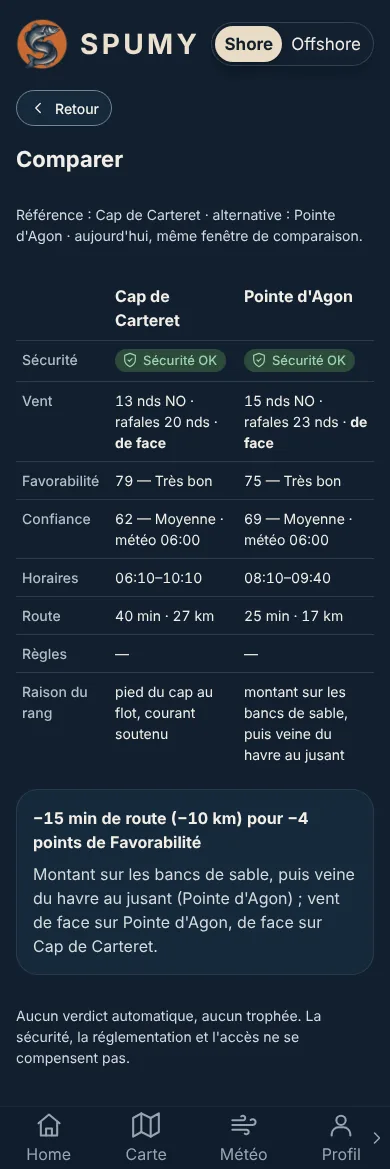 SPUMY
Shore Offshore
Retour
Comparer
Référence : Cap de Carteret · alternative : Pointe
d'Agon · aujourd'hui, même fenêtre de comparaison.
Cap de
Carteret
Pointe d'Agon
Sécurité
Sécurité OK
Sécurité OK
Vent
13 nds NO ·
rafales 20 nds ·
de face
15 nds NO ·
rafales 23 nds · de
face
Favorabilité
79 — Très bon
75 — Très bon
Confiance
62 — Moyenne ·
météo 06:00
69 — Moyenne ·
météo 06:00
Horaires
06:10–10:10
08:10–09:40
Route
40 min · 27 km
25 min · 17 km
Règles
—
—
Raison du
rang
pied du cap au
flot, courant
soutenu
montant sur les
bancs de sable,
puis veine du
havre au jusant
−15 min de route (−10 km) pour −4
points de Favorabilité
Montant sur les bancs de sable, puis veine
du havre au jusant (Pointe d'Agon) ; vent
de face sur Pointe d'Agon, de face sur
Cap de Carteret.
Aucun verdict automatique, aucun trophée. La
sécurité, la réglementation et l'accès ne se
compensent pas.
Home Carte Météo Profil